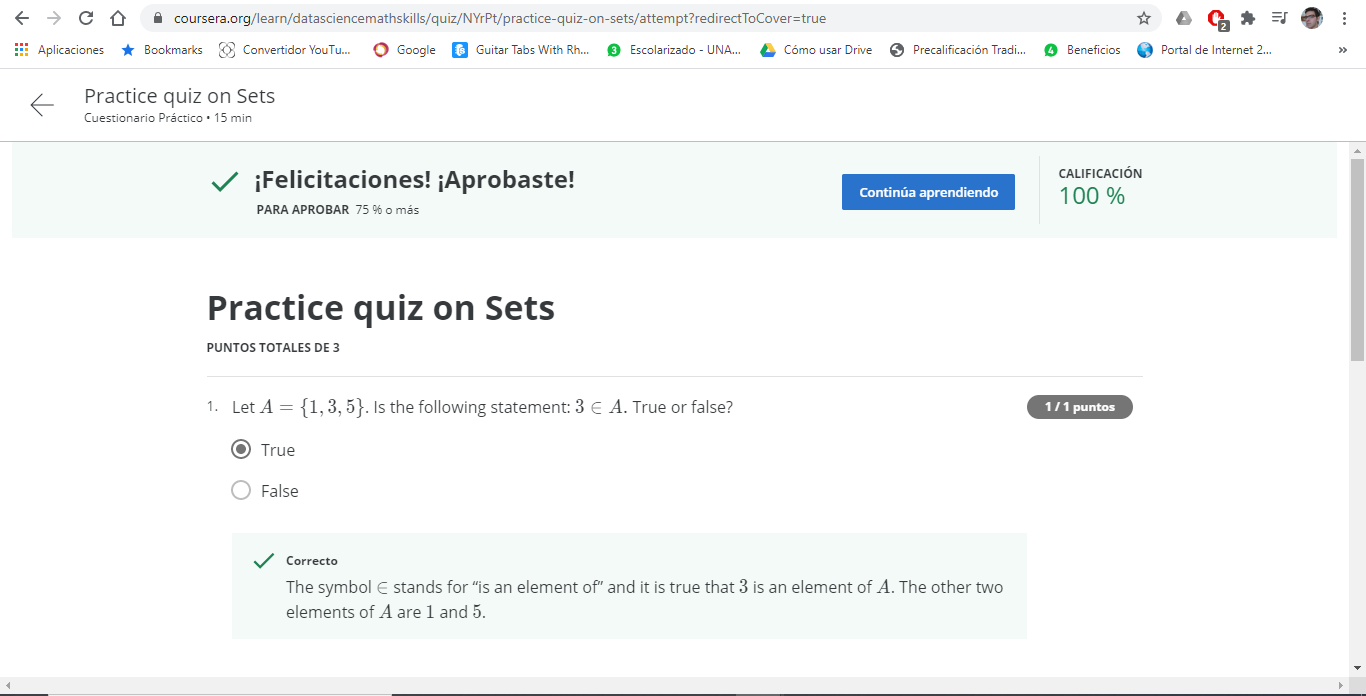 coursera.org/learn/datasciencemathskills/quiz/NYrPt/practice-quiz-on-sets/attempt?redirectToCover=true
2
Aplicaciones Bookmarks Convertidor YouTu... Google Guitar Tabs With Rh... 3 Escolarizado - UNA... Cómo usar Drive Precalificación Tradi... 4 Beneficios Portal de Internet 2... »
Practice quiz on Sets
Cuestionario Práctico • 15 min
¡Felicitaciones! ¡Aprobaste!
PARA APROBAR 75 % o más
Continúa aprendiendo
CALIFICACIÓN
100 %
Practice quiz on Sets
PUNTOS TOTALES DE 3
1. Let A = {1, 3, 5}. Is the following statement: 3 ∈ A. True or false?
1 / 1 puntos
True
False
Correcto
The symbol ∈ stands for “is an element of” and it is true that 3 is an element of A. The other two
elements of A are 1 and 5.